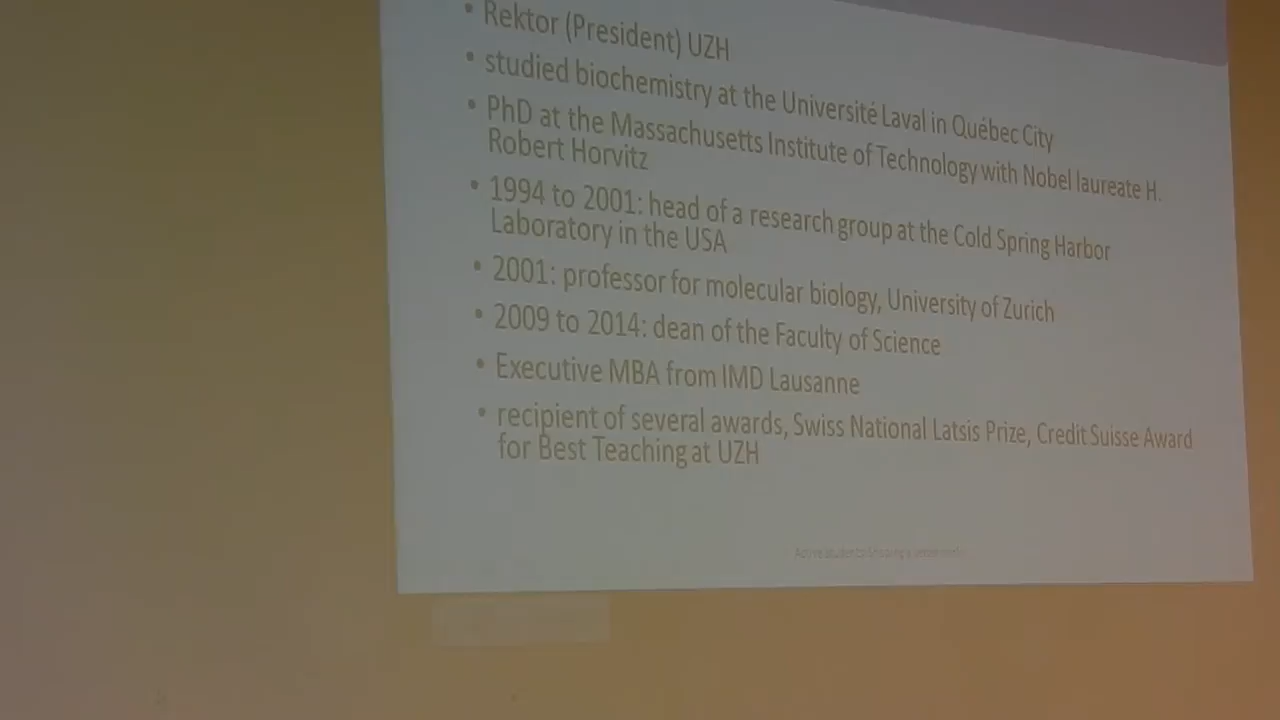 • Rektor (President) UZH
• studied biochemistry at the Université Laval in Québec City
• PhD at the Massachusetts Institute of Technology with Nobel laureate H.
Robert Horvitz
• 1994 to 2001: head of a research group at the Cold Spring Harbor
Laboratory in the USA
• 2001: professor for molecular biology, University of Zurich
• 2009 to 2014: dean of the Faculty of Science
• Executive MBA from IMD Lausanne
• recipient of several awards, Swiss National Latsis Prize, Credit Suisse Award
for Best Teaching at UZH